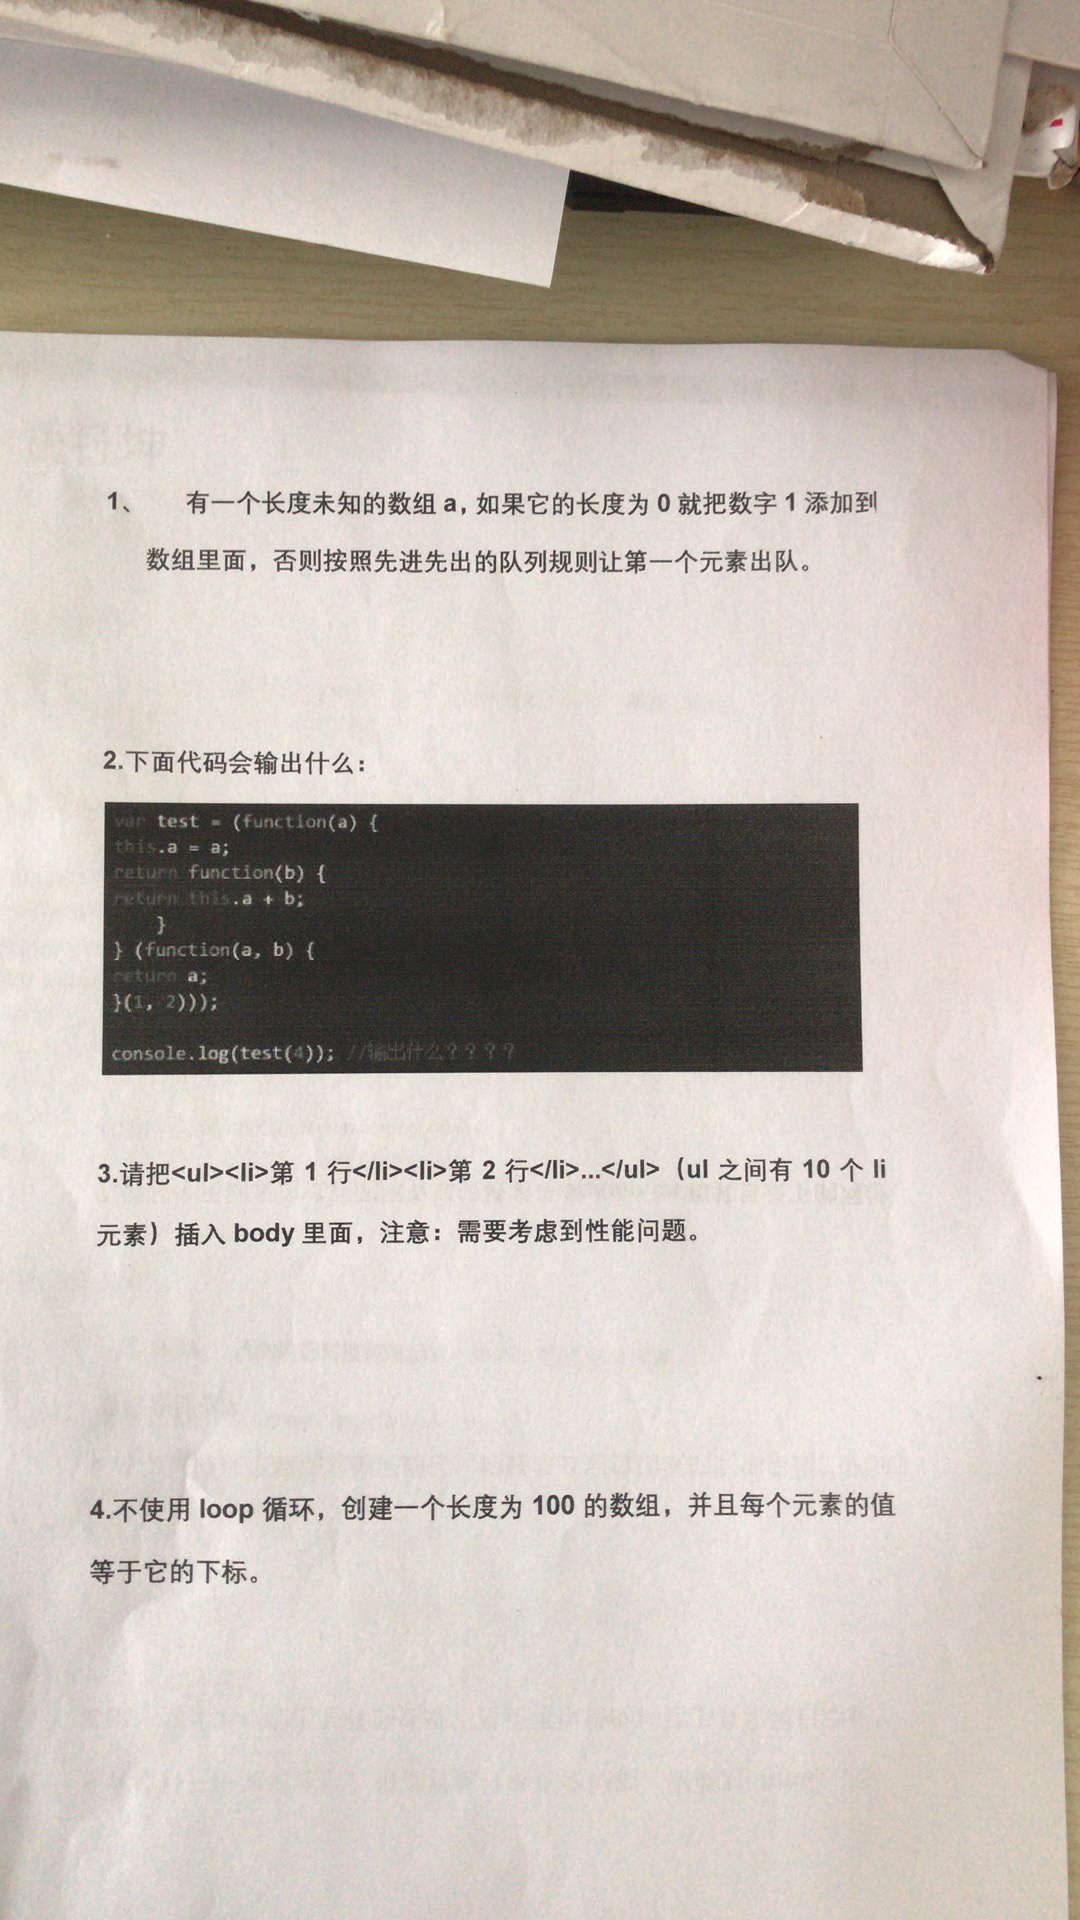 1、 有一个长度未知的数组 a，如果它的长度为 0 就把数字 1 添加到
数组里面，否则按照先进先出的队列规则让第一个元素出队。
2.下面代码会输出什么：
var test = (function(a) {
this.a = a;
return function(b) {
return this.a + b;
}
} (function(a, b) {
return a;
}(1, 2)));
console.log(test(4)); //输出什么？？？？
3.请把<ul><li>第 1 行</li><li>第 2 行</li>...</ul>（ul 之间有 10 个 li
元素）插入 body 里面，注意：需要考虑到性能问题。
4.不使用 loop 循环，创建一个长度为 100 的数组，并且每个元素的值
等于它的下标。